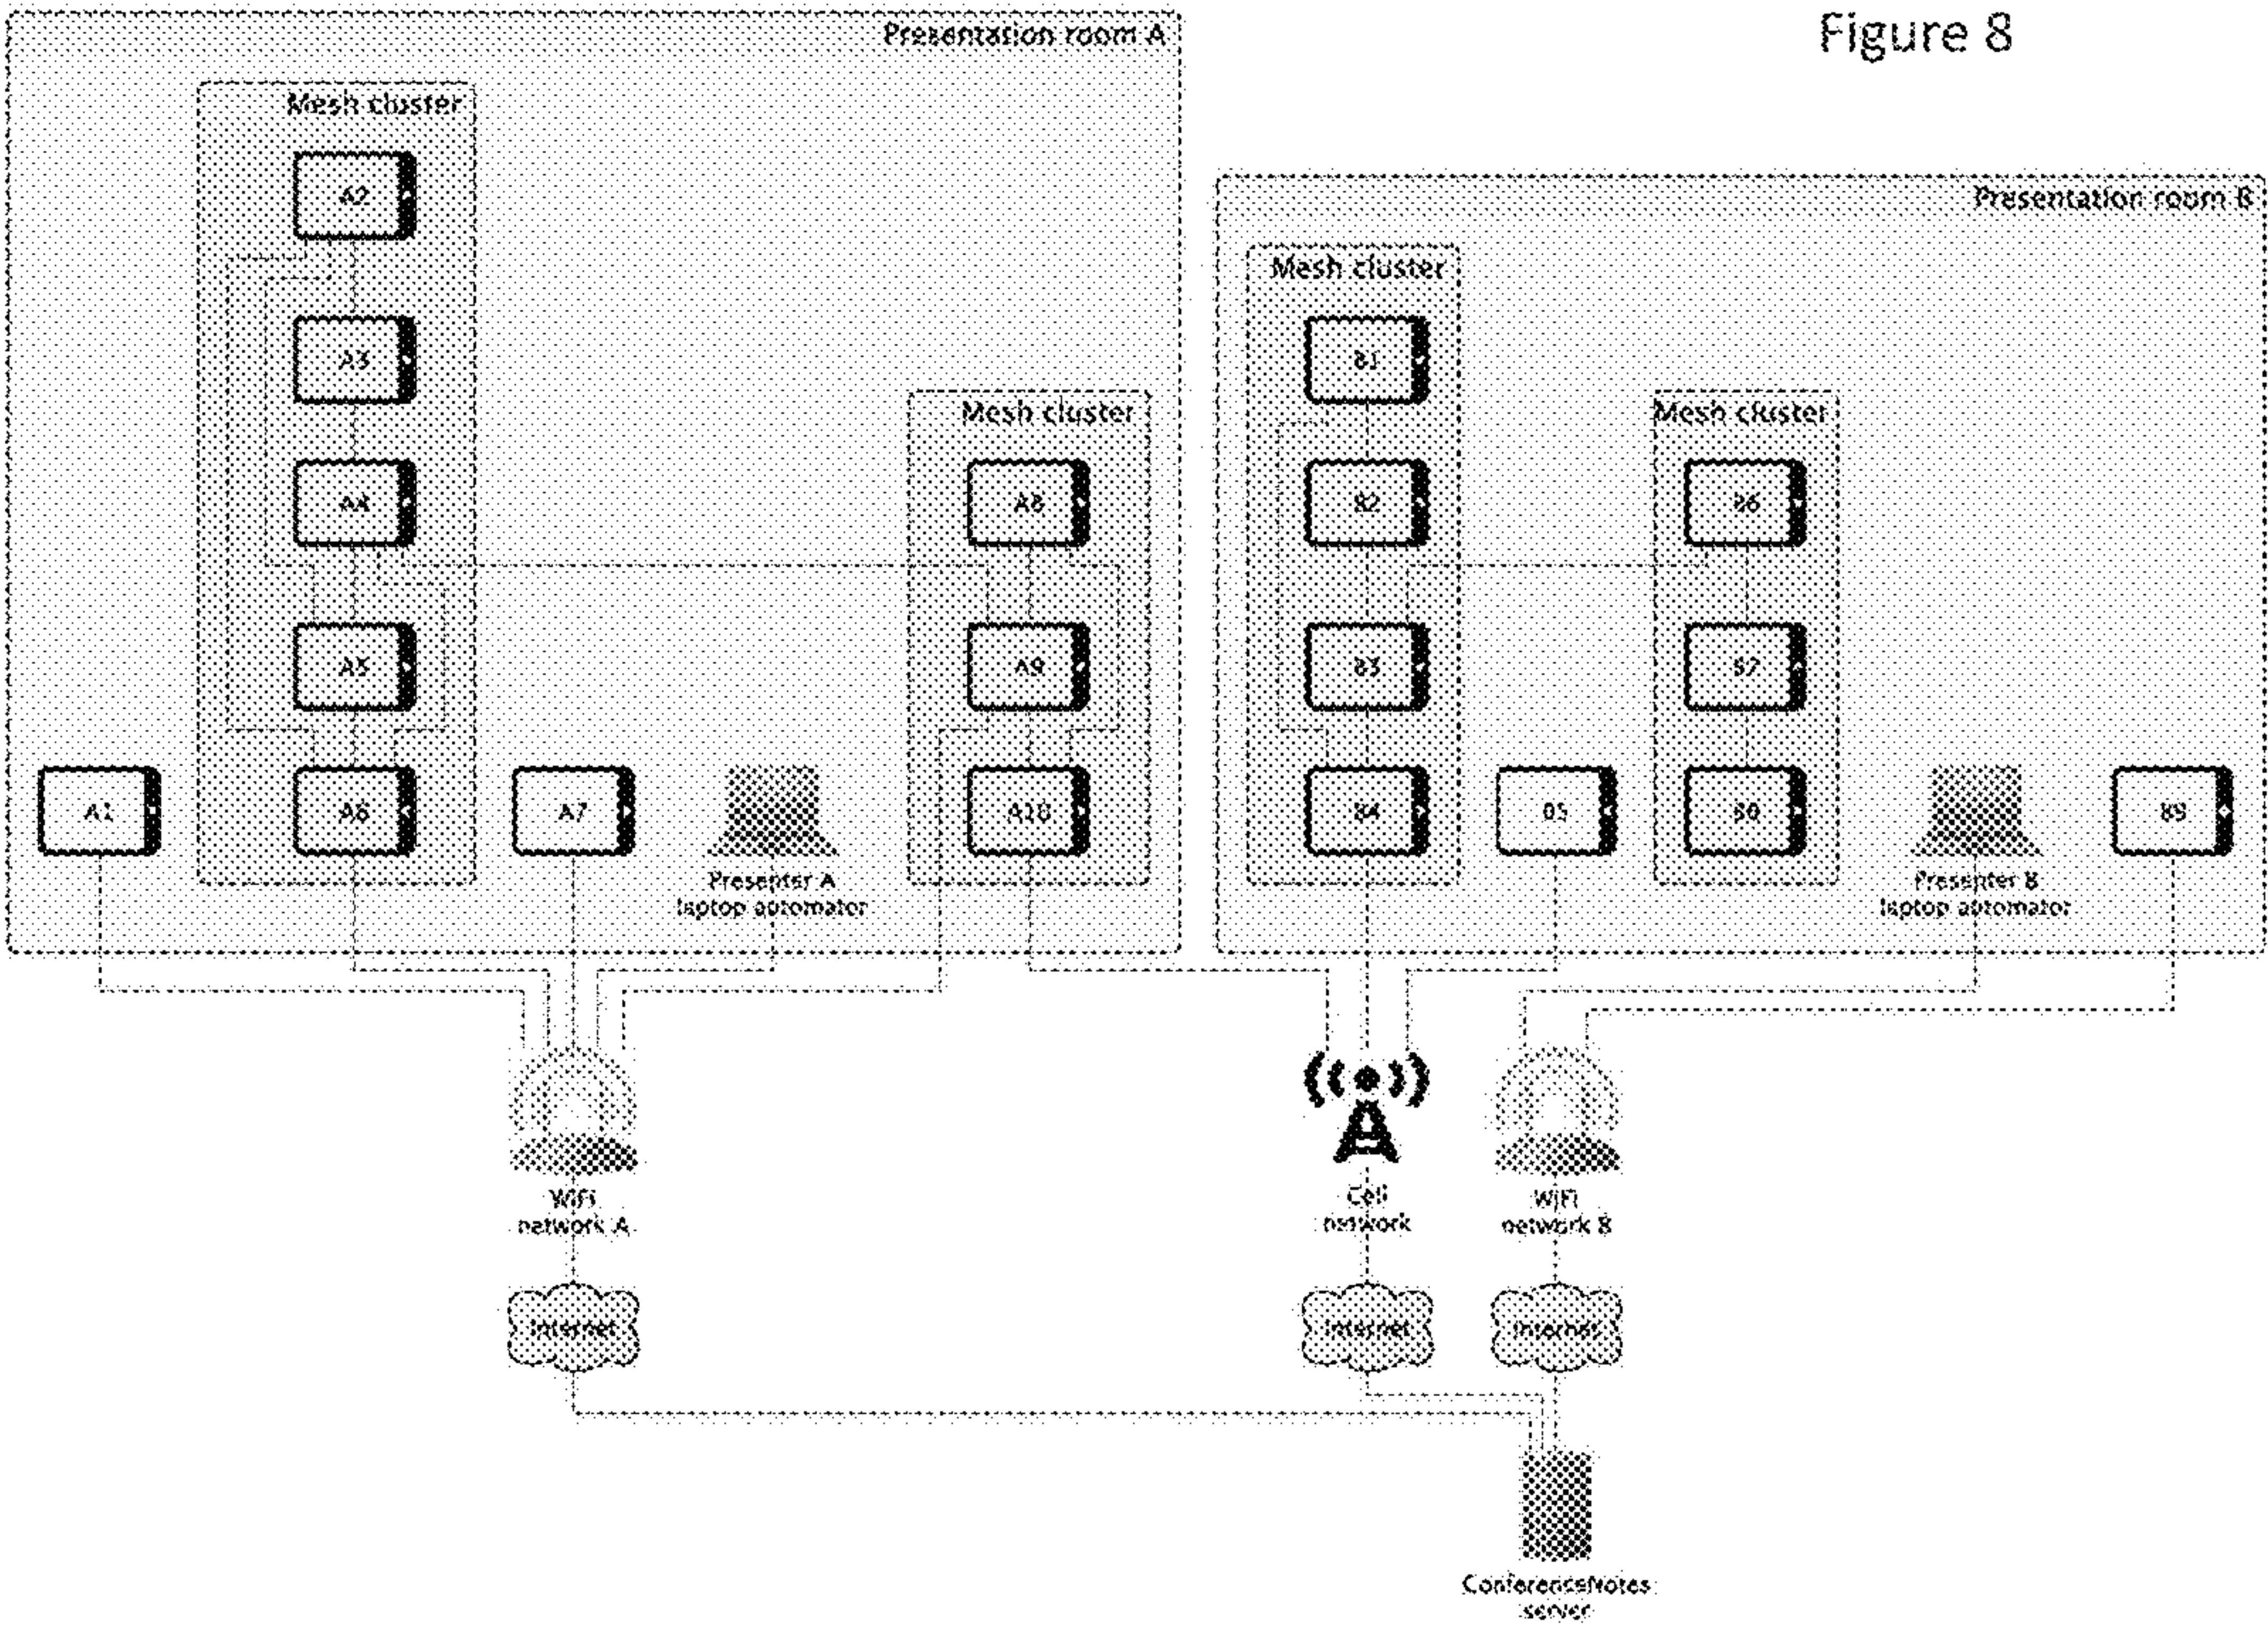 Figure 8
Presentation room A
Mesh cluster
A2
A3
A4
A5
A6
A1
A7
Presenter A
laptop automator
Mesh cluster
A8
A9
A10
Presentation room B
Mesh cluster
B1
B2
B3
B4
B5
Mesh cluster
B6
B7
B8
Presenter B
laptop automator
B9
WiFi
network A
Cell
network
WiFi
network B
Internet
Internet
Internet
ConferenceNotes
server